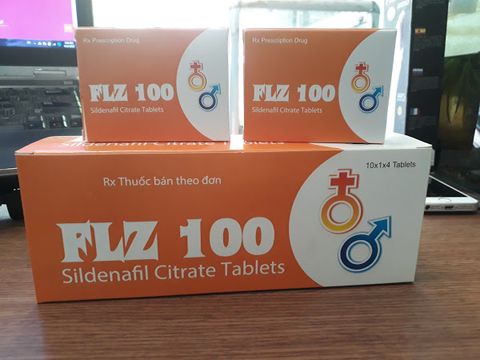 Rx Prescription Drug
FLZ 100
Sildenafil Citrate Tablets
Rx Prescription Drug
FLZ 100
Sildenafil Citrate Tablets
10x1x4 Tablets
Rx Thuốc bán theo đơn
FLZ 100
Sildenafil Citrate Tablets